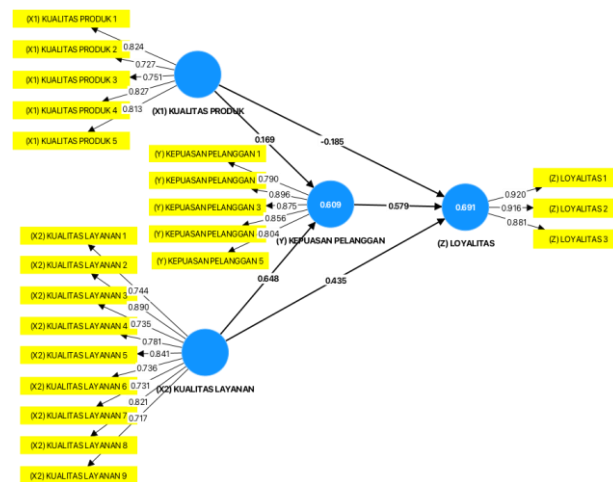 (X1) KUALITAS PRODUK 1
(X1) KUALITAS PRODUK 2
(X1) KUALITAS PRODUK 3
(X1) KUALITAS PRODUK 4
(X1) KUALITAS PRODUK 5
0.824
0.727
0.751
0.827
0.813
(X1) KUALITAS PRODUK
0.169
-0.185
(Y) KEPUASAN PELANGGAN 1
(Y) KEPUASAN PELANGGAN
(Y) KEPUASAN PELANGGAN 3
(Y) KEPUASAN PELANGGAN
(Y) KEPUASAN PELANGGAN 5
0.790
0.896
0.875
0.856
0.804
0.609
(Y) KEPUASAN PELANGGAN
0.579
0.691
(Z) LOYALITAS
0.920
0.916
0.881
(Z) LOYALITAS 1
(Z) LOYALITAS 2
(Z) LOYALITAS 3
0.648
0.435
(X2) KUALITAS LAYANAN 1
(X2) KUALITAS LAYANAN 2
(X2) KUALITAS LAYANAN 3
(X2) KUALITAS LAYANAN 4
(X2) KUALITAS LAYANAN 5
(X2) KUALITAS LAYANAN 6
(X2) KUALITAS LAYANAN 7
(X2) KUALITAS LAYANAN 8
(X2) KUALITAS LAYANAN 9
0.744
0.890
0.735
0.781
0.841
0.736
0.731
0.821
0.717
(X2) KUALITAS LAYANAN